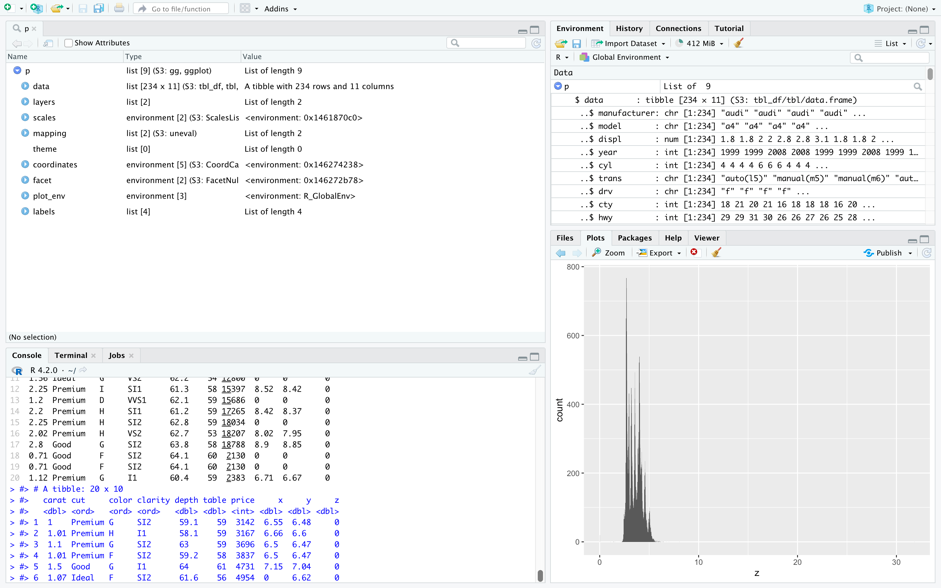 Go to file/function
Addins
Project: (None)
p
Show Attributes
Name Type Value
p list [9] (S3: gg, ggplot) List of length 9
data list [234 x 11] (S3: tbl_df, tbl, A tibble with 234 rows and 11 columns
layers list [2] List of length 2
scales environment [2] (S3: ScalesLis <environment: 0x1461870c0>
mapping list [2] (S3: uneval) List of length 2
theme list [0] List of length 0
coordinates environment [5] (S3: CoordCa <environment: 0x146274238>
facet environment [2] (S3: FacetNul <environment: 0x146272b78>
plot_env environment [3] <environment: R_GlobalEnv>
labels list [4] List of length 4
(No selection)
Console Terminal Jobs
R 4.2.0 · ~/
11 1.56 Ideal G VS2 62.2 54 12800 0 0 0
12 2.25 Premium I SI1 61.3 58 15397 8.52 8.42 0
13 1.2 Premium D VVS1 62.1 59 15686 0 0 0
14 2.2 Premium H SI1 61.2 59 17265 8.42 8.37 0
15 2.25 Premium H SI2 62.8 59 18034 0 0 0
16 2.02 Premium H VS2 62.7 53 18207 8.02 7.95 0
17 2.8 Good G SI2 63.8 58 18788 8.9 8.85 0
18 0.71 Good F SI2 64.1 60 2130 0 0 0
19 0.71 Good F SI2 64.1 60 2130 0 0 0
20 1.12 Premium G I1 60.4 59 2383 6.71 6.67 0
> #> # A tibble: 20 x 10
> #> carat cut color clarity depth table price x y z
> #> <dbl> <ord> <ord> <ord> <dbl> <dbl> <int> <dbl> <dbl> <dbl>
> #> 1 1 Premium G SI2 59.1 59 3142 6.55 6.48 0
> #> 2 1.01 Premium H I1 58.1 59 3167 6.66 6.6 0
> #> 3 1.1 Premium G SI2 63 59 3696 6.5 6.47 0
> #> 4 1.01 Premium F SI2 59.2 58 3837 6.5 6.47 0
> #> 5 1.5 Good G I1 64 61 4731 7.15 7.04 0
> #> 6 1.07 Ideal F SI2 61.6 56 4954 0 6.62 0
Environment History Connections Tutorial
Import Dataset 412 MiB List
R Global Environment
Data
p List of 9
$ data : tibble [234 × 11] (S3: tbl_df/tbl/data.frame)
..$ manufacturer: chr [1:234] "audi" "audi" "audi" "audi" ...
..$ model : chr [1:234] "a4" "a4" "a4" "a4" ...
..$ displ : num [1:234] 1.8 1.8 2 2 2.8 2.8 3.1 1.8 1.8 2 ...
..$ year : int [1:234] 1999 1999 2008 2008 1999 1999 2008 1999 1…
..$ cyl : int [1:234] 4 4 4 4 6 6 6 4 4 4 ...
..$ trans : chr [1:234] "auto(l5)" "manual(m5)" "manual(m6)" "aut…
..$ drv : chr [1:234] "f" "f" "f" "f" ...
..$ cty : int [1:234] 18 21 20 21 16 18 18 18 16 20 ...
..$ hwy : int [1:234] 29 29 31 30 26 26 27 26 25 28 ...
Files Plots Packages Help Viewer
Zoom Export Publish
800
600
400
200
0
count
0 10 20 30
z